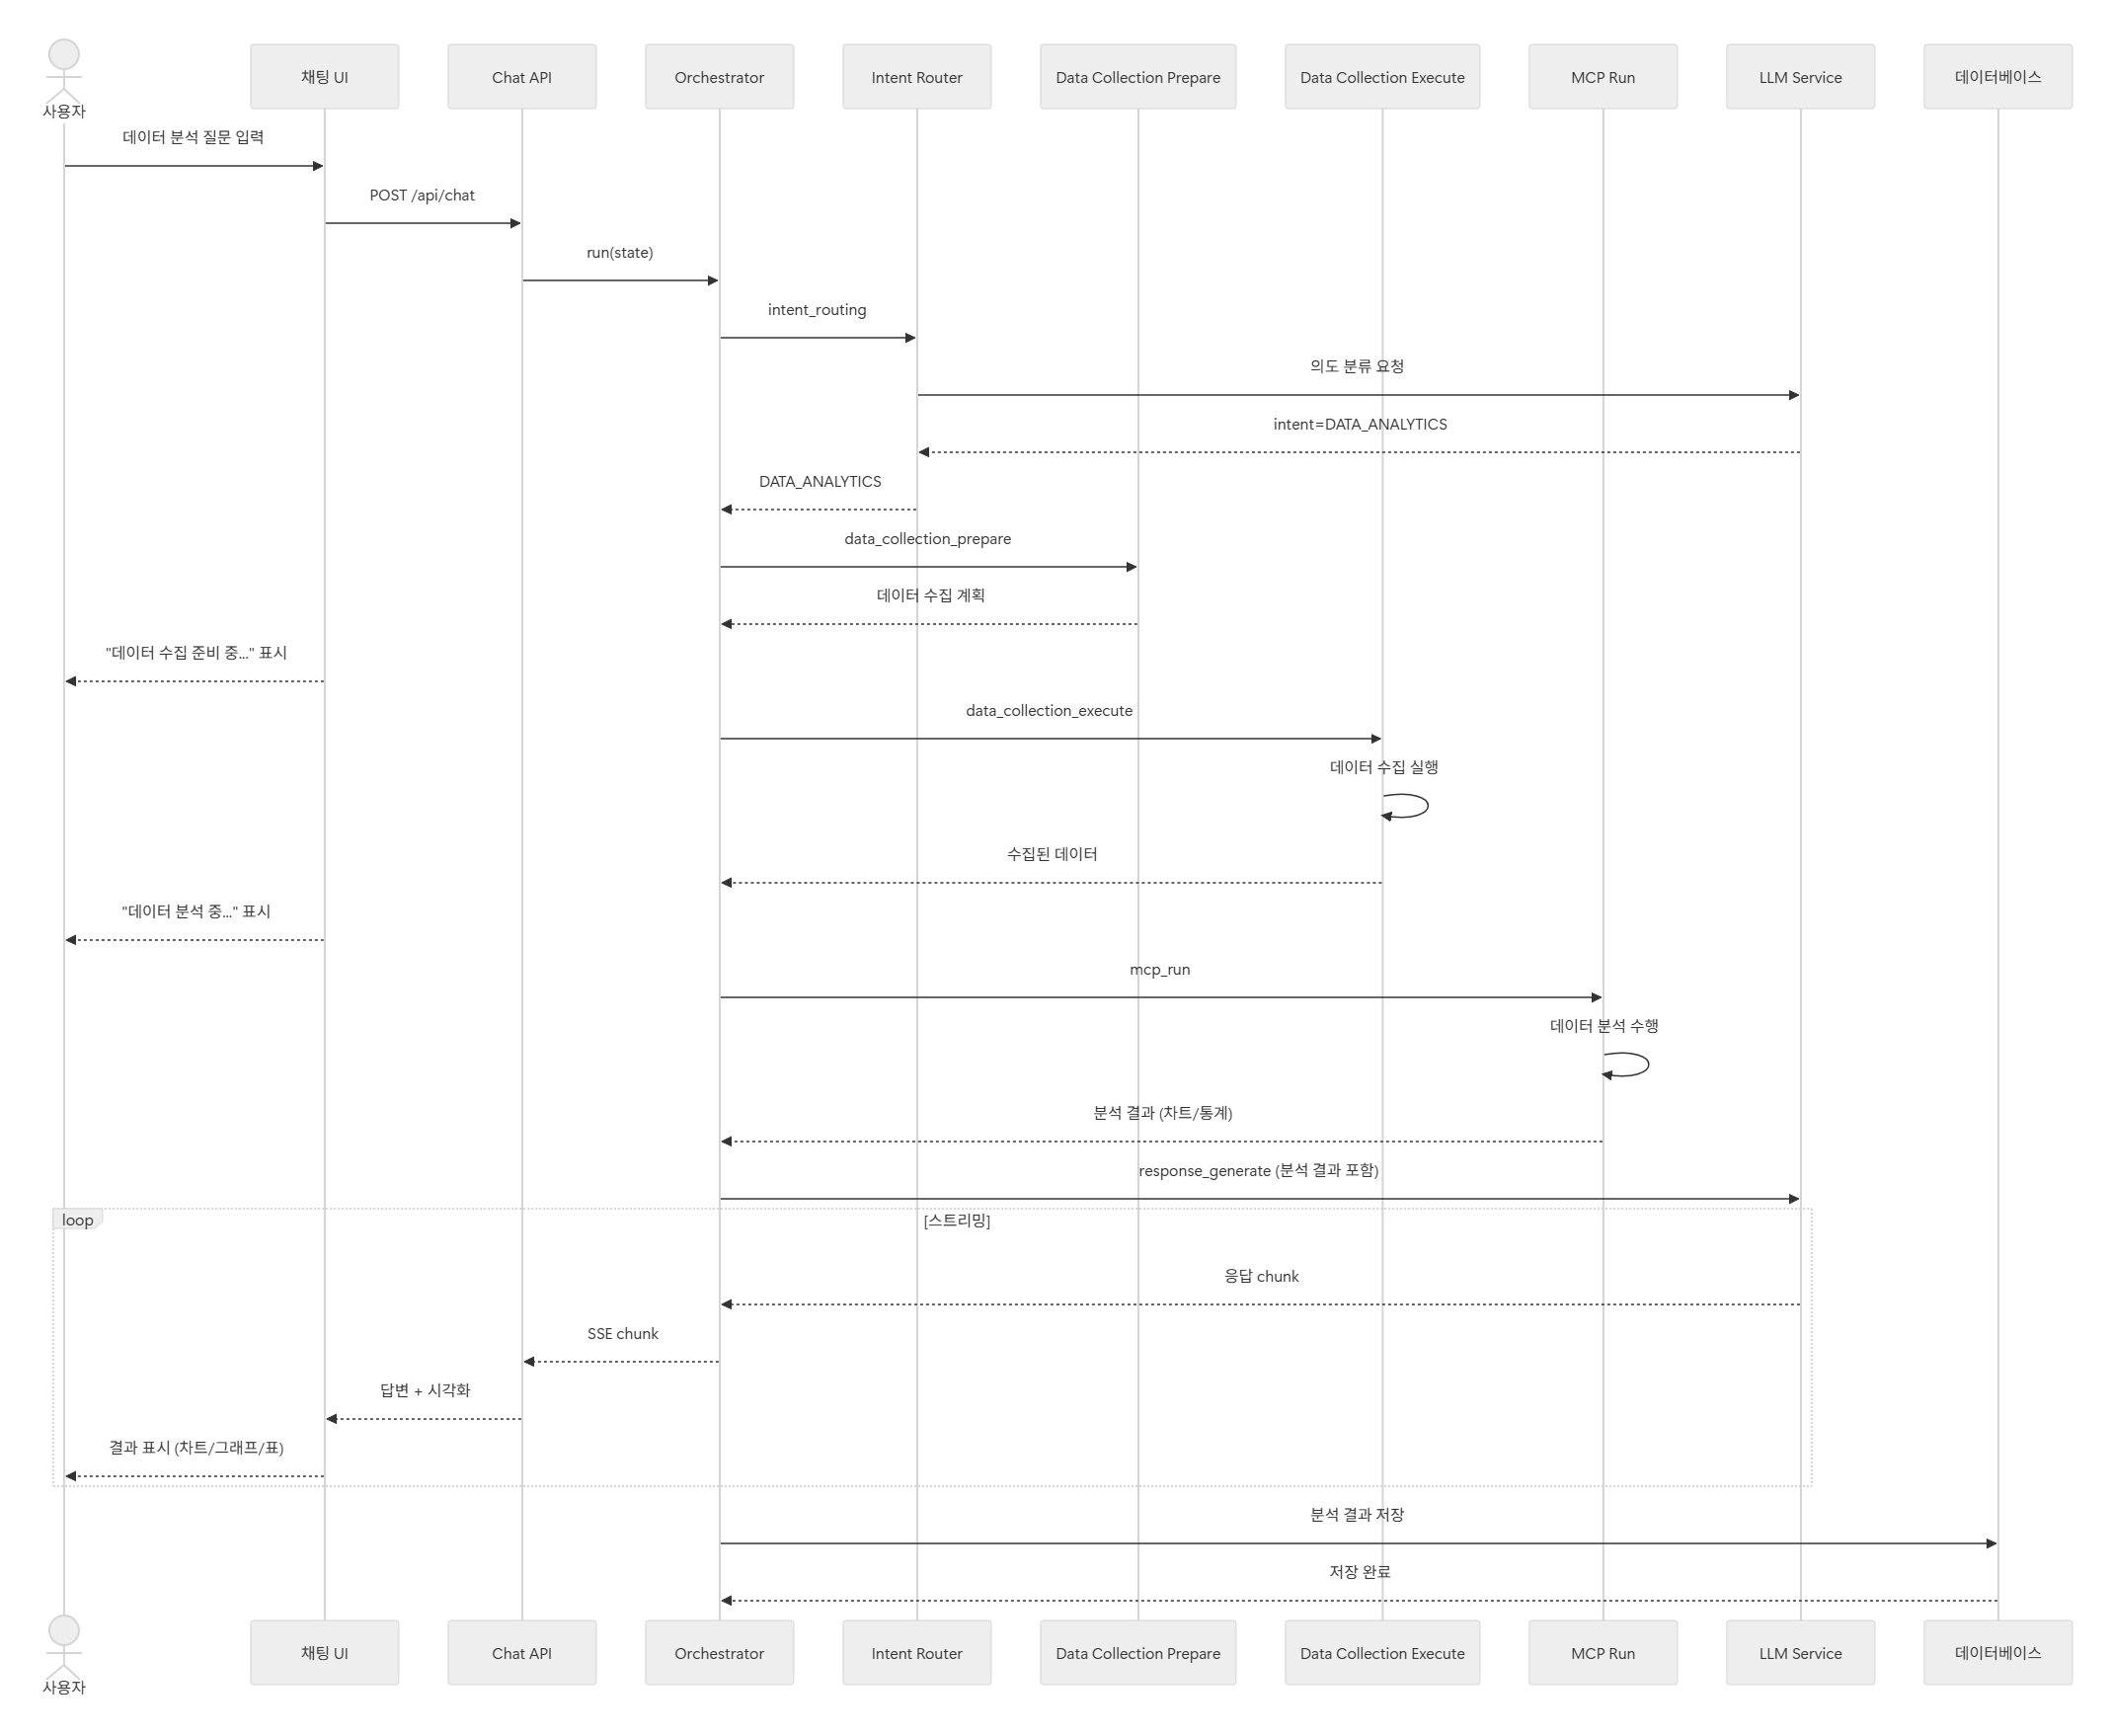 채팅 UI
Chat API
Orchestrator
Intent Router
Data Collection Prepare
Data Collection Execute
MCP Run
LLM Service
데이터베이스
사용자
데이터 분석 질문 입력
POST /api/chat
run(state)
intent_routing
의도 분류 요청
intent=DATA_ANALYTICS
DATA_ANALYTICS
data_collection_prepare
데이터 수집 계획
"데이터 수집 준비 중..." 표시
data_collection_execute
데이터 수집 실행
수집된 데이터
"데이터 분석 중..." 표시
mcp_run
데이터 분석 수행
분석 결과 (차트/통계)
response_generate (분석 결과 포함)
loop
[스트리밍]
응답 chunk
SSE chunk
답변 + 시각화
결과 표시 (차트/그래프/표)
분석 결과 저장
저장 완료
채팅 UI
Chat API
Orchestrator
Intent Router
Data Collection Prepare
Data Collection Execute
MCP Run
LLM Service
데이터베이스
사용자